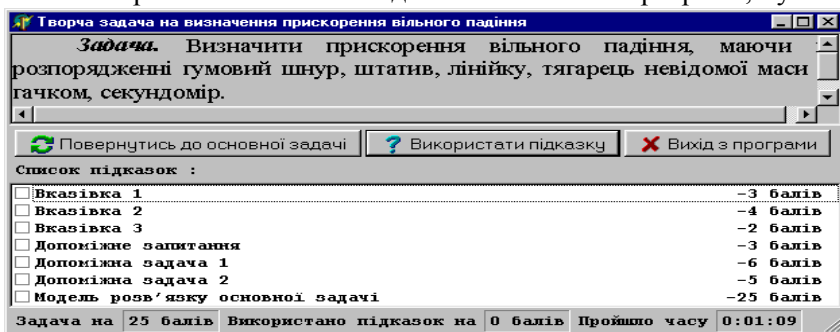 Творча задача на визначення прискорення вільного падіння
Задача. Визначити прискорення вільного падіння, маючи
розпорядженні гумовий шнур, штатив, лінійку, тягарець невідомої маси
гачком, секундомір.
Повернутись до основної задачі Використати підказку Вихід з програми
Список підказок :
Вказівка 1 -3 балів
Вказівка 2 -4 балів
Вказівка 3 -2 балів
Допоміжне запитання -3 балів
Допоміжна задача 1 -6 балів
Допоміжна задача 2 -5 балів
Модель розв'язку основної задачі -25 балів
Задача на 25 балів Використано підказок на 0 балів Пройшло часу 0:01:09